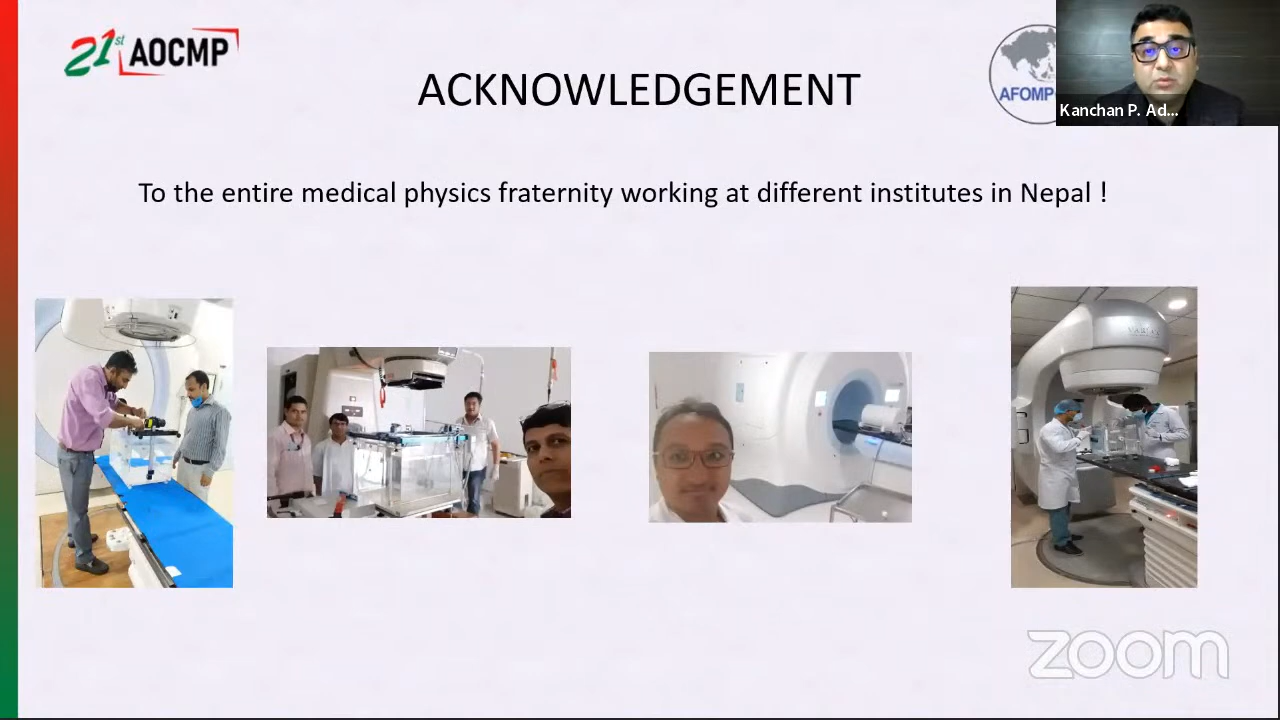 21st AOCMP
ACKNOWLEDGEMENT
AFOMP
Kanchan P. Ad...
To the entire medical physics fraternity working at different institutes in Nepal !
zoom